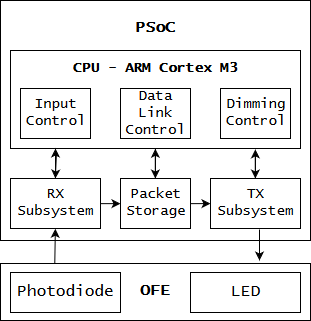 PSoC
CPU - ARM Cortex M3
Input
Control
Data
Link
Control
Dimming
Control
RX
Subsystem
Packet
Storage
TX
Subsystem
Photodiode
OFE
LED